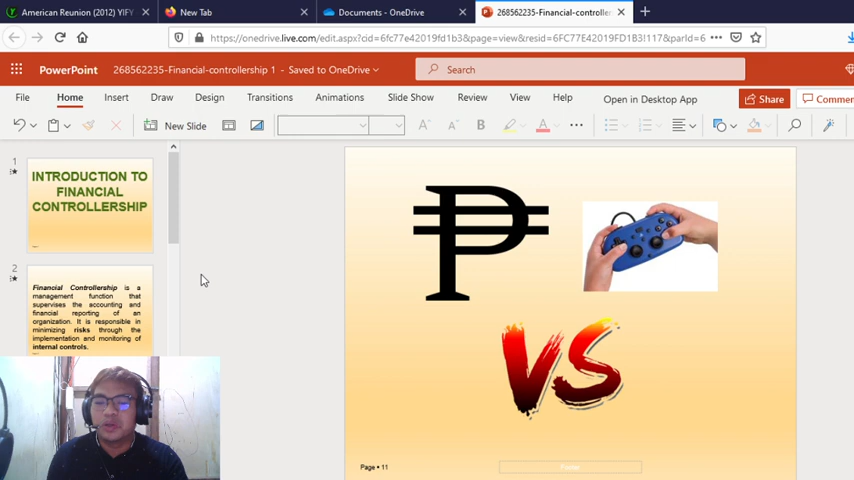 American Reunion (2012) YIFY
New Tab
Documents - OneDrive
268562235-Financial-controller
https://onedrive.live.com/edit.aspx?cid=6fc77e42019fd1b3&page=view&resid=6FC77E42019FD1B3!117&parId=6
PowerPoint
268562235-Financial-controllership 1 - Saved to OneDrive
Search
File
Home
Insert
Draw
Design
Transitions
Animations
Slide Show
Review
View
Help
Open in Desktop App
Share
Commen
New Slide
B
A
1
INTRODUCTION TO
FINANCIAL
CONTROLLERSHIP
2
Financial Controllership is a
management function that
supervises the accounting and
financial reporting of an
organization. It is responsible in
minimizing risks through the
implementation and monitoring of
internal controls.
₱
VS
Page • 11
Footer